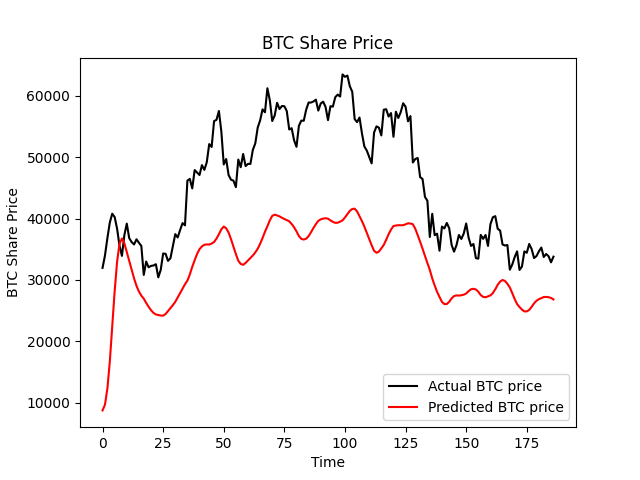 BTC Share Price
BTC Share Price
60000
50000
40000
30000
20000
10000
0 25 50 75 100 125 150 175
Time
Actual BTC price
Predicted BTC price